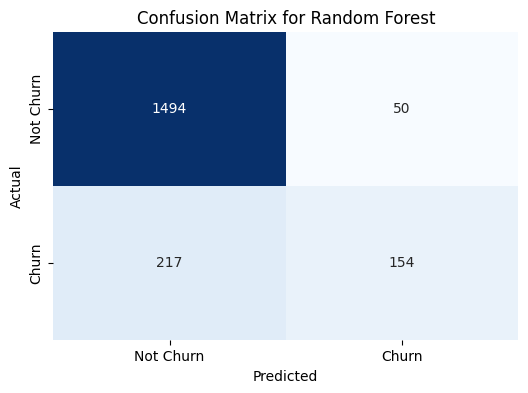 Confusion Matrix for Random Forest
Not Churn
1494
50
Actual
Churn
217
154
Not Churn
Churn
Predicted